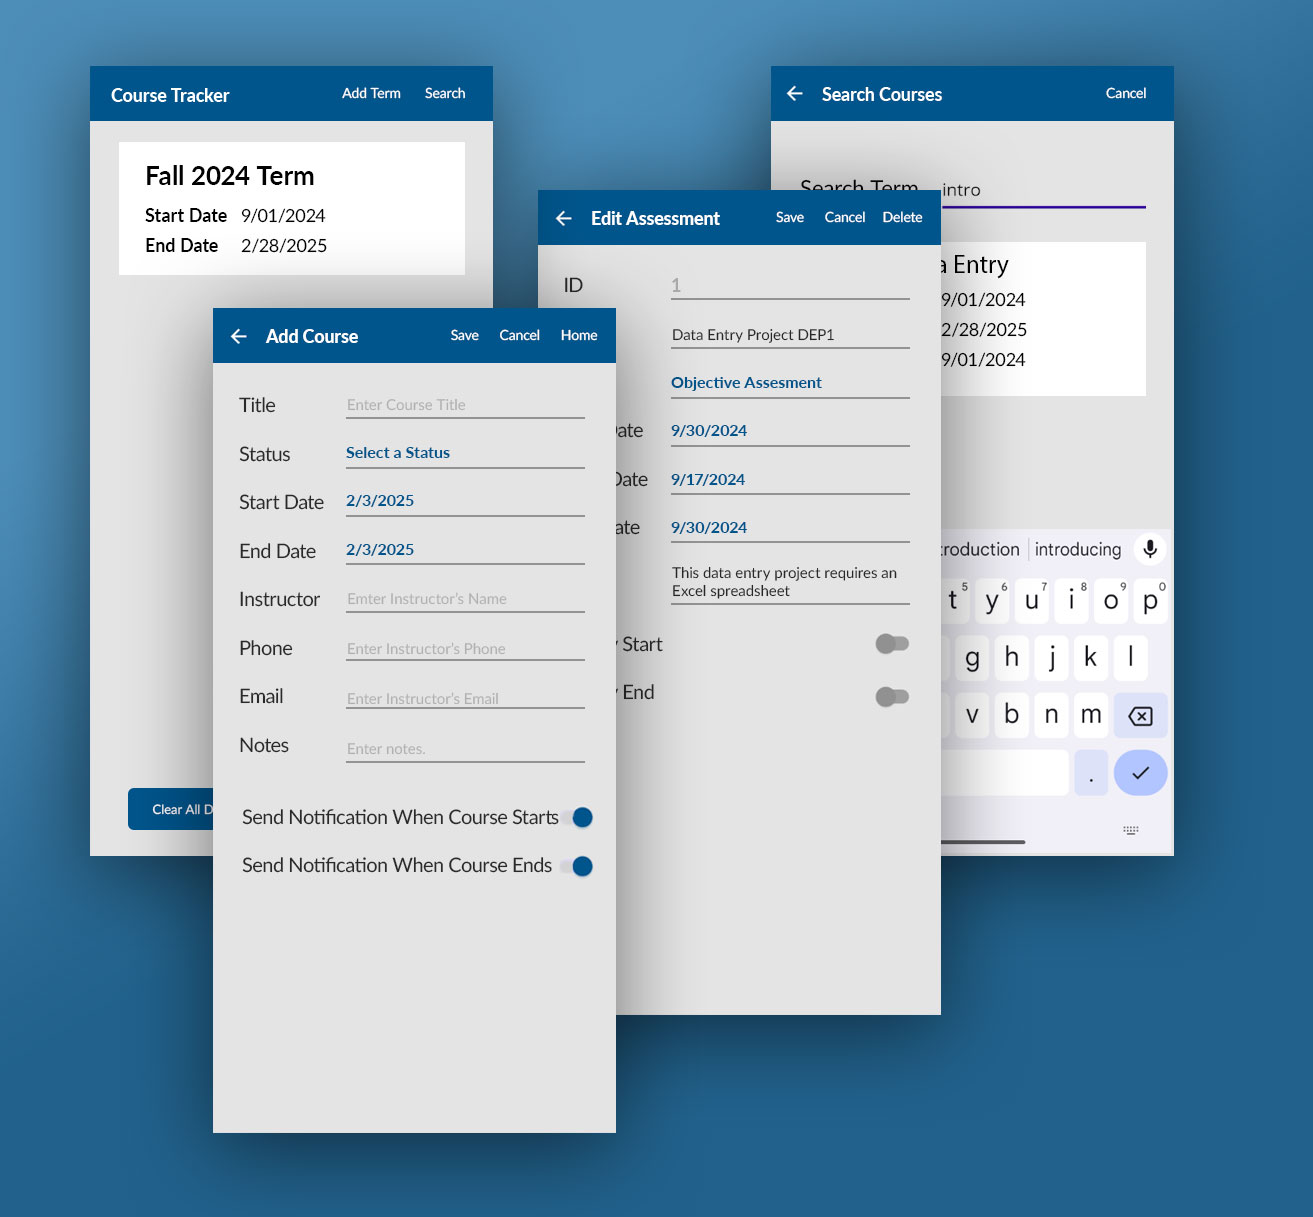 Course Tracker Add Term Search
Fall 2024 Term
Start Date 9/01/2024
End Date 2/28/2025
Clear All
Add Course Save Cancel Home
Title Enter Course Title
Status Select a Status
Start Date 2/3/2025
End Date 2/3/2025
Instructor Emter Instructor's Name
Phone Enter Instructor's Phone
Email Enter Instructor's Email
Notes Enter notes.
Send Notification When Course Starts
Send Notification When Course Ends
Edit Assessment Save Cancel Delete
ID 1
Data Entry Project DEP1
Objective Assesment
Date 9/30/2024
Date 9/17/2024
ate 9/30/2024
This data entry project requires an
Excel spreadsheet
Start
End
Search Courses Cancel
Search Term intro
a Entry
9/01/2024
2/28/2025
9/01/2024
troduction introducing
t 5 y 6 u 7 i 8 o 9 p 0
g h j k l
v b n m
.